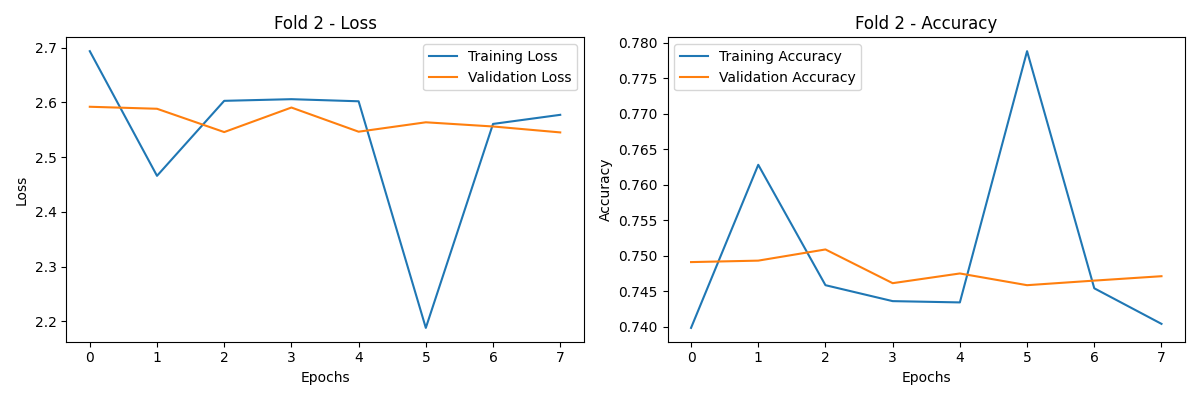 Fold 2 - Loss
2.7
2.6
2.5
2.4
2.3
2.2
Loss
0 1 2 3 4 5 6 7
Epochs
Training Loss
Validation Loss
Fold 2 - Accuracy
0.780
0.775
0.770
0.765
0.760
0.755
0.750
0.745
0.740
Accuracy
0 1 2 3 4 5 6 7
Epochs
Training Accuracy
Validation Accuracy